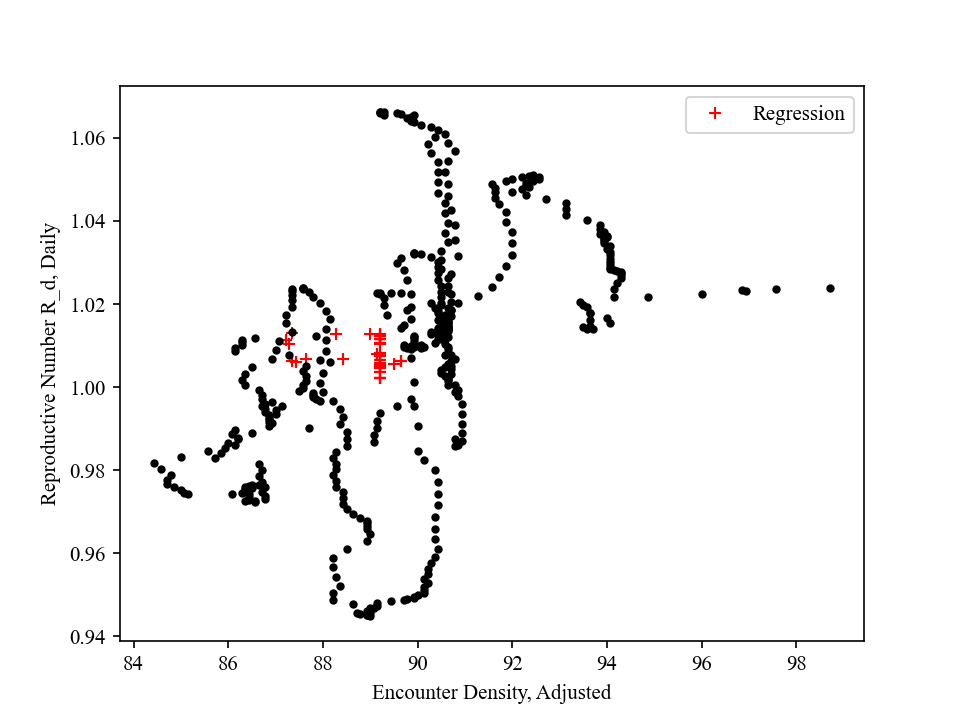 Regression
1.06
1.04
1.02
1.00
0.98
0.96
0.94
Reproductive Number R_d, Daily
84 86 88 90 92 94 96 98
Encounter Density, Adjusted